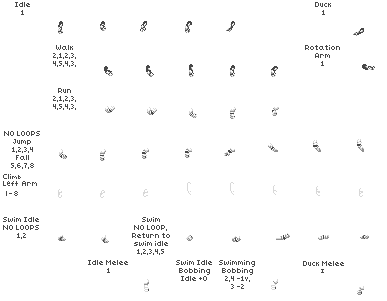 Idle
1
Duck
1
Walk
2,1,2,3,
4,5,4,3,
Rotation
Arm
1
Run
2,1,2,3,
4,5,4,3,
NO LOOPS
Jump
1,2,3,4
Fall
5,6,7,8
Climb
Left Arm
1-8
Swim Idle
NO LOOPS
1,2
Swim
NO LOOP,
Return to
swim idle
1,2,3,4,5
Idle Melee
1
Swim Idle
Bobbing
Idle +0
Swimming
Bobbing
2,4 -1v,
3 -2
Duck Melee
1